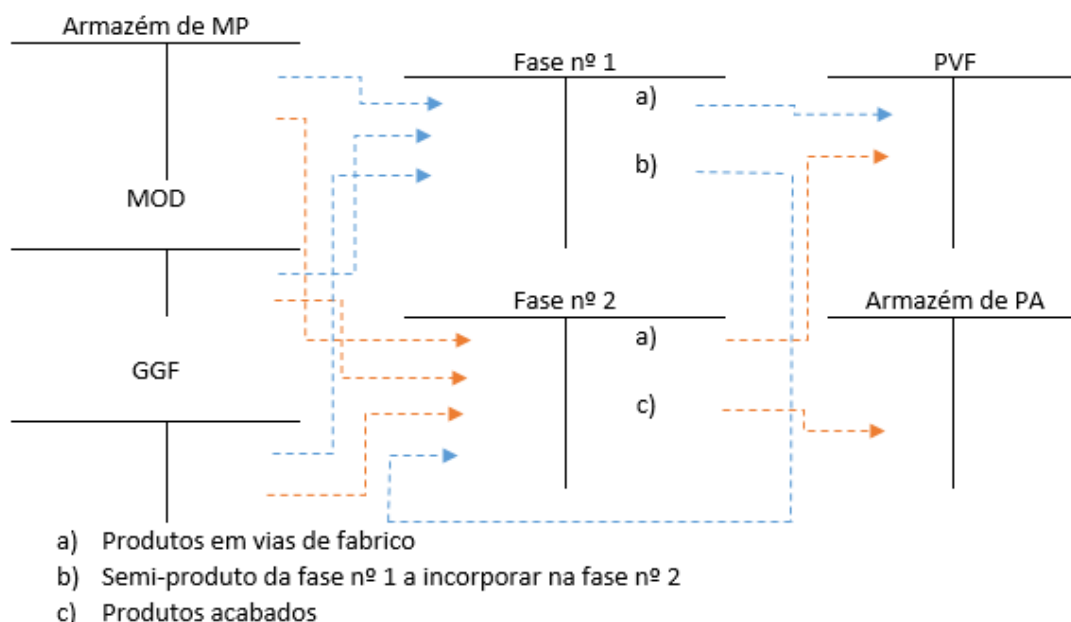 Armazém de MP
Fase nº 1
PVF
a)
b)
MOD
Fase nº 2
Armazém de PA
a)
GGF
c)
a) Produtos em vias de fabrico
b) Semi-produto da fase nº 1 a incorporar na fase nº 2
c) Produtos acabados